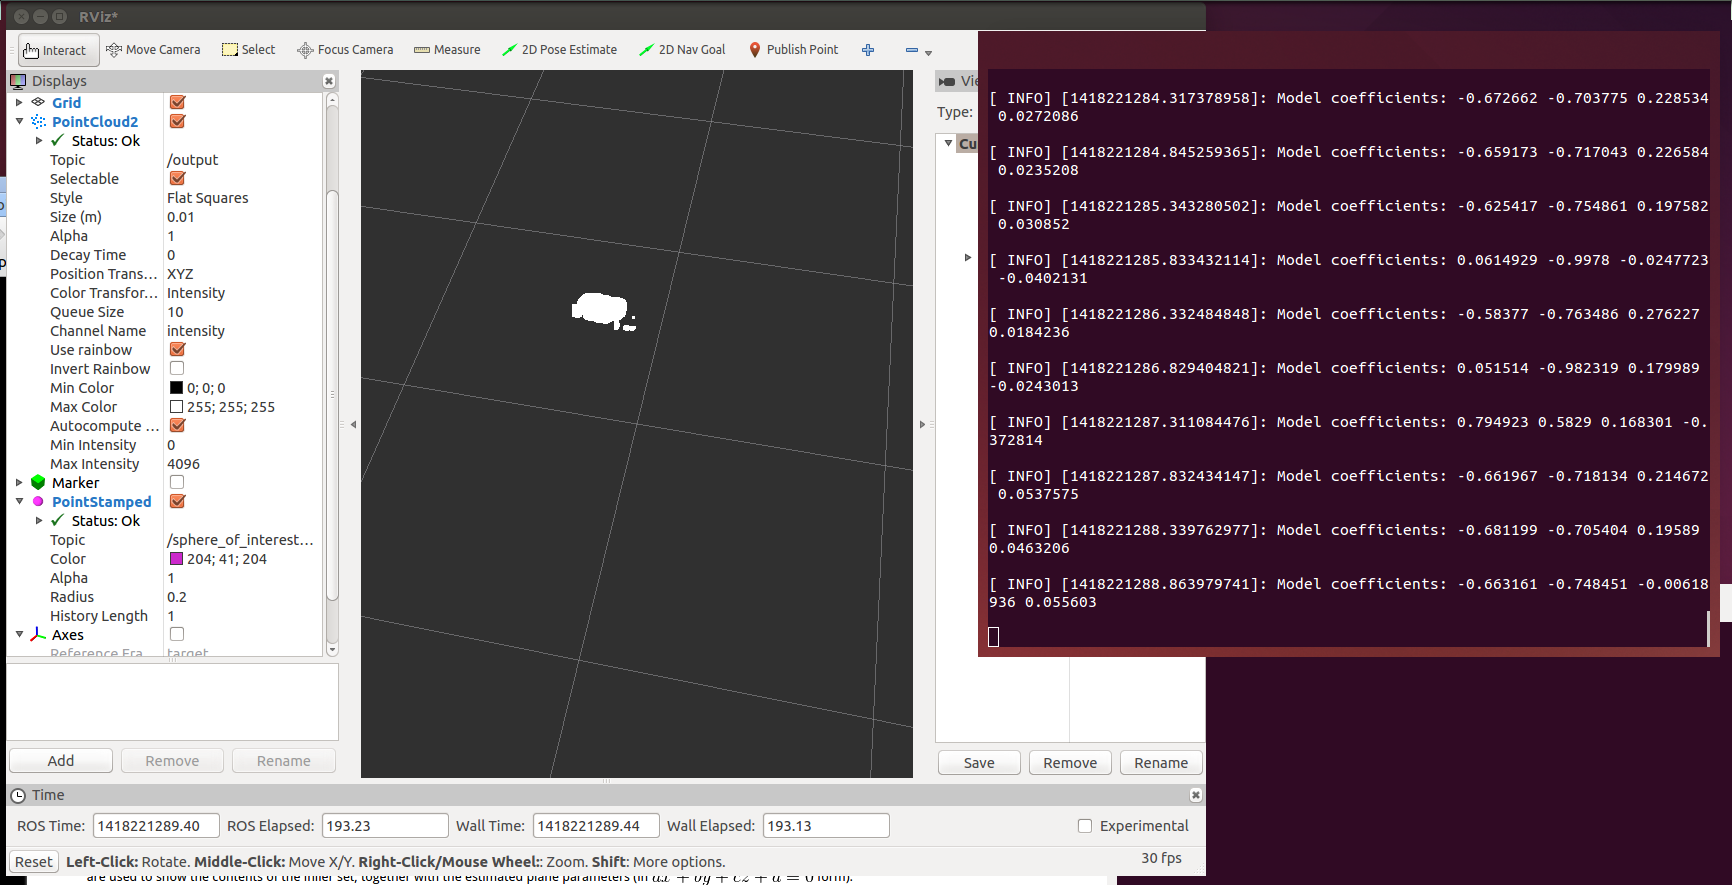 RViz*
Interact Move Camera Select Focus Camera Measure 2D Pose Estimate 2D Nav Goal Publish Point
Displays
Grid
PointCloud2
Status: Ok
Topic /output
Selectable
Style Flat Squares
Size (m) 0.01
Alpha 1
Decay Time 0
Position Trans... XYZ
Color Transfor... Intensity
Queue Size 10
Channel Name intensity
Use rainbow
Invert Rainbow
Min Color 0; 0; 0
Max Color 255; 255; 255
Autocompute ...
Min Intensity 0
Max Intensity 4096
Marker
PointStamped
Status: Ok
Topic /sphere_of_interest...
Color 204; 41; 204
Alpha 1
Radius 0.2
History Length 1
Axes
Reference Fra target
Add Remove Rename
Vie
Type:
Cu
Save Remove Rename
[ INFO] [1418221284.317378958]: Model coefficients: -0.672662 -0.703775 0.228534
0.0272086
[ INFO] [1418221284.845259365]: Model coefficients: -0.659173 -0.717043 0.226584
0.0235208
[ INFO] [1418221285.343280502]: Model coefficients: -0.625417 -0.754861 0.197582
0.030852
[ INFO] [1418221285.833432114]: Model coefficients: 0.0614929 -0.9978 -0.0247723
-0.0402131
[ INFO] [1418221286.332484848]: Model coefficients: -0.58377 -0.763486 0.276227
0.0184236
[ INFO] [1418221286.829404821]: Model coefficients: 0.051514 -0.982319 0.179989
-0.0243013
[ INFO] [1418221287.311084476]: Model coefficients: 0.794923 0.5829 0.168301 -0.
372814
[ INFO] [1418221287.832434147]: Model coefficients: -0.661967 -0.718134 0.214672
0.0537575
[ INFO] [1418221288.339762977]: Model coefficients: -0.681199 -0.705404 0.19589
0.0463206
[ INFO] [1418221288.863979741]: Model coefficients: -0.663161 -0.748451 -0.00618
936 0.055603
Time
ROS Time: 1418221289.40 ROS Elapsed: 193.23 Wall Time: 1418221289.44 Wall Elapsed: 193.13 Experimental
Reset Left-Click: Rotate. Middle-Click: Move X/Y. Right-Click/Mouse Wheel:: Zoom. Shift: More options. 30 fps
are used to show the contents of the inlier set, together with the estimated plane parameters (in ax + by + cz + d = 0 form).